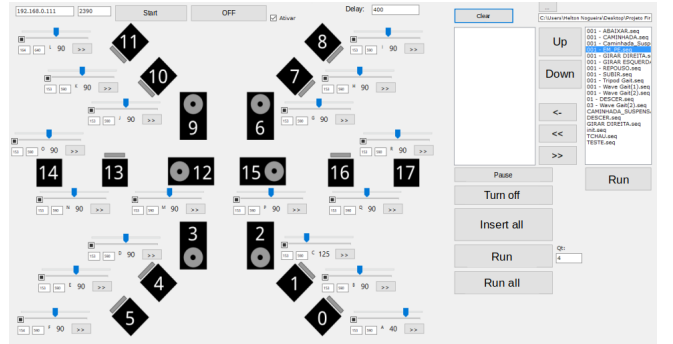 192.168.0.111 2390 Start OFF Ativar Delay: 400
Clear
...
C:/Users/Helton Nogueira/Desktop/Projeto Fin
Up
Down
<-
<<
>>
001 - ABAIXAR.seq
001 - CAMINHADA.seq
001 - Caminhada_Susp
001 - EM_PE.seq
001 - GIRAR DIREITA.s
001 - GIRAR ESQUERD
001 - REPOUSO.seq
001 - SUBIR.seq
001 - Tripod Gait.seq
001 - Wave Gait(1).seq
001 - Wave Gait(2).seq
01 - DESCER.seq
03 - Wave Gait(2).seq
CAMINHADA_SUSPENS
DESCER.seq
GIRAR DIREITA.seq
init.seq
TCHAU.seq
TESTE.seq
Run
Pause
Turn off
Insert all
Run
Qt:
4
Run all
L 90 >>
11
8
I 90 >>
K 90 >>
10
7
H 90 >>
J 90 >>
9
6
G 90 >>
O 90 >>
R 90 >>
14
13
12
15
16
17
N 90 >>
M 90 >>
P 90 >>
Q 90 >>
D 90 >>
3
2
C 125 >>
E 90 >>
4
1
B 90 >>
F 90 >>
5
0
A 40 >>